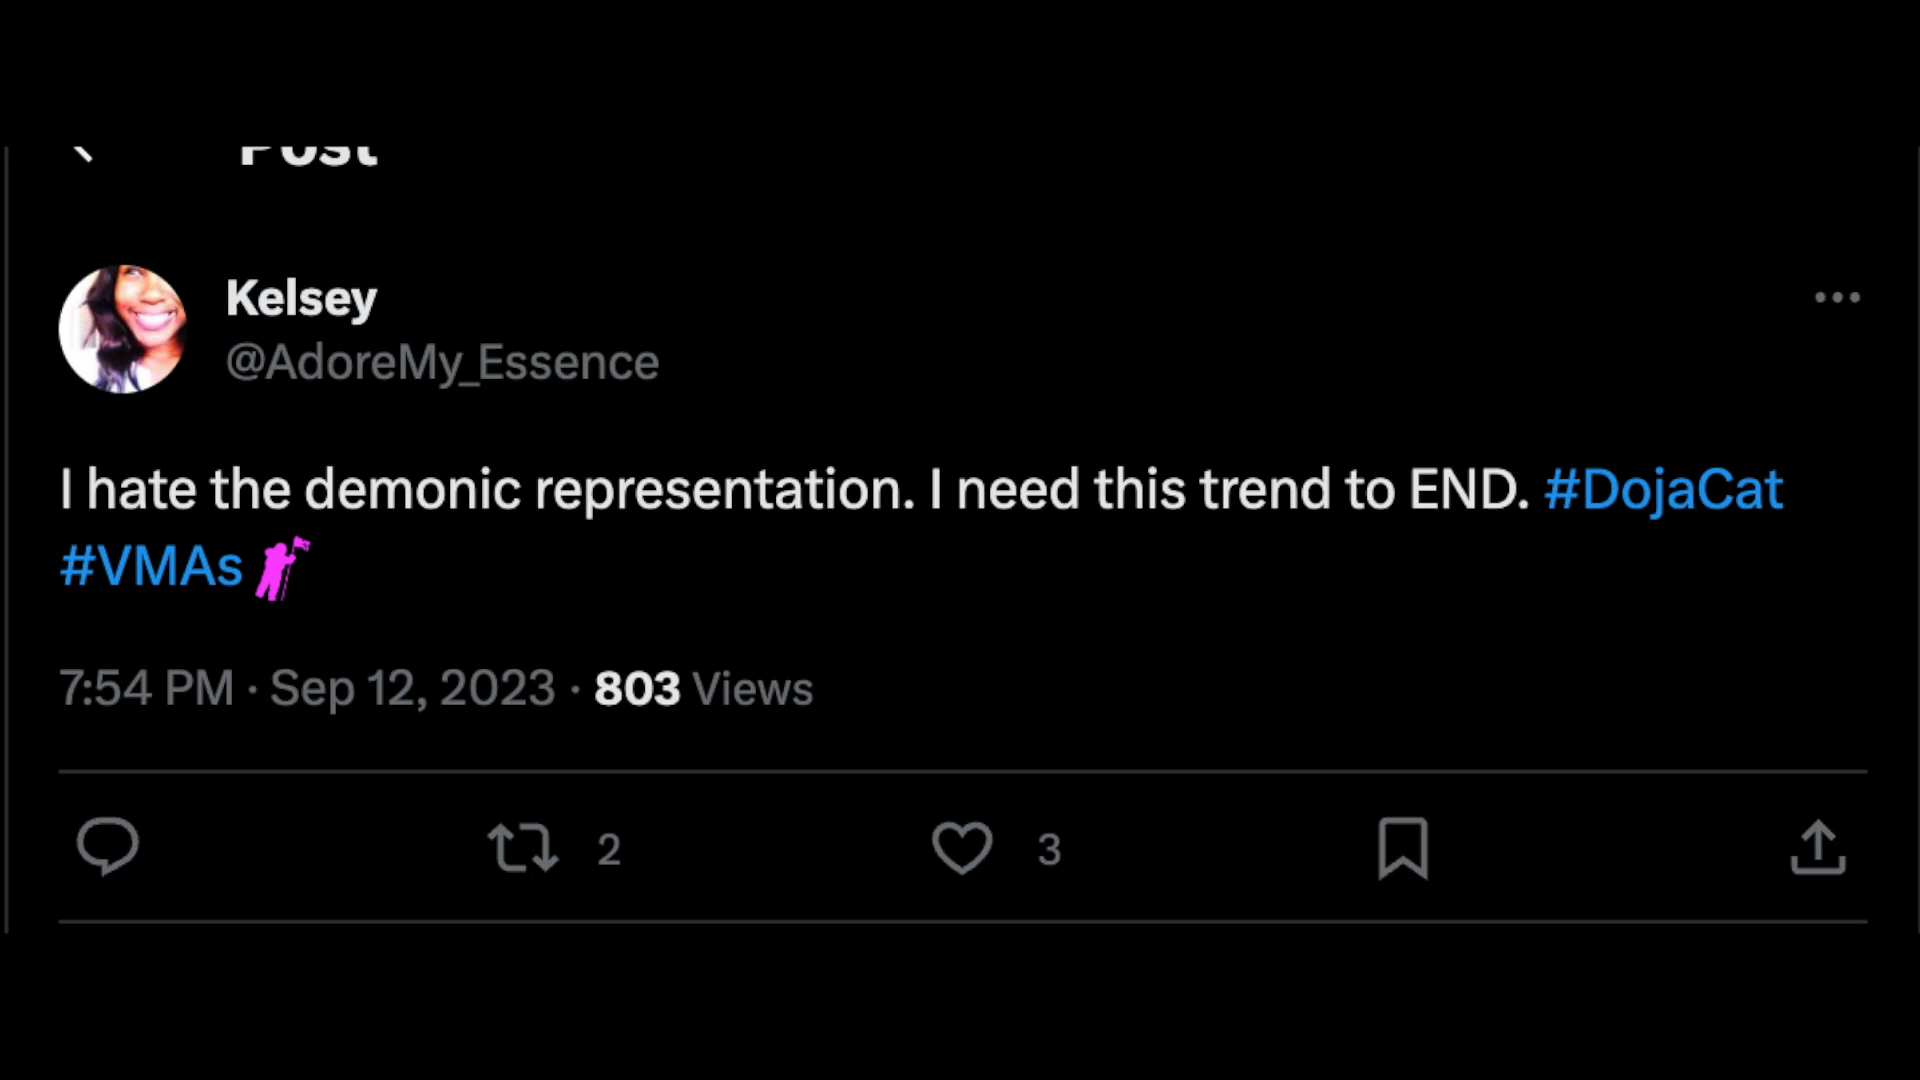 Post
Kelsey
@AdoreMy_Essence
I hate the demonic representation. I need this trend to END. #DojaCat
#VMAs
7:54 PM · Sep 12, 2023 · 803 Views
2 3